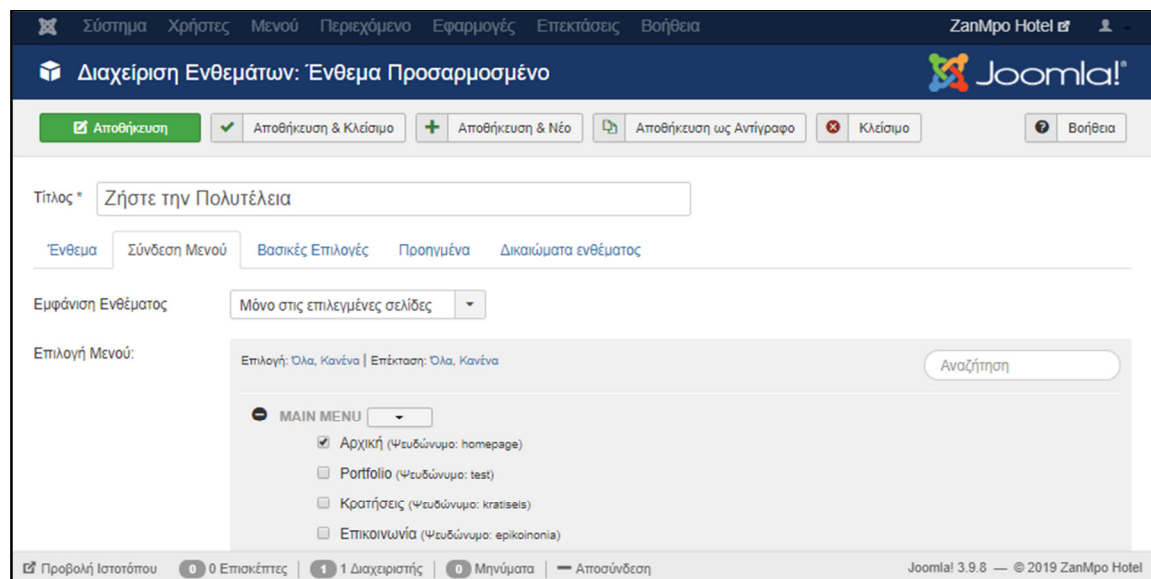 Σύστημα Χρήστες Μενού Περιεχόμενο Εφαρμογές Επεκτάσεις Βοήθεια ZanMpo Hotel
Διαχείριση Ενθεμάτων: Ένθεμα Προσαρμοσμένο Joomla!
Αποθήκευση Αποθήκευση & Κλείσιμο Αποθήκευση & Νέο Αποθήκευση ως Αντίγραφο Κλείσιμο Βοήθεια
Τίτλος * Ζήστε την Πολυτέλεια
Ένθεμα Σύνδεση Μενού Βασικές Επιλογές Προηγμένα Δικαιώματα ενθέματος
Εμφάνιση Ενθέματος Μόνο στις επιλεγμένες σελίδες
Επιλογή Μενού: Επιλογή: Όλα, Κανένα | Επέκταση: Όλα, Κανένα Αναζήτηση
MAIN MENU
Αρχική (Ψευδώνυμο: homepage)
Portfolio (Ψευδώνυμο: test)
Κρατήσεις (Ψευδώνυμο: kratiseis)
Επικοινωνία (Ψευδώνυμο: epikoinonia)
Προβολή Ιστοτόπου 0 0 Επισκέπτες 1 1 Διαχειριστής 0 Μηνύματα Αποσύνδεση Joomla! 3.9.8 — © 2019 ZanMpo Hotel